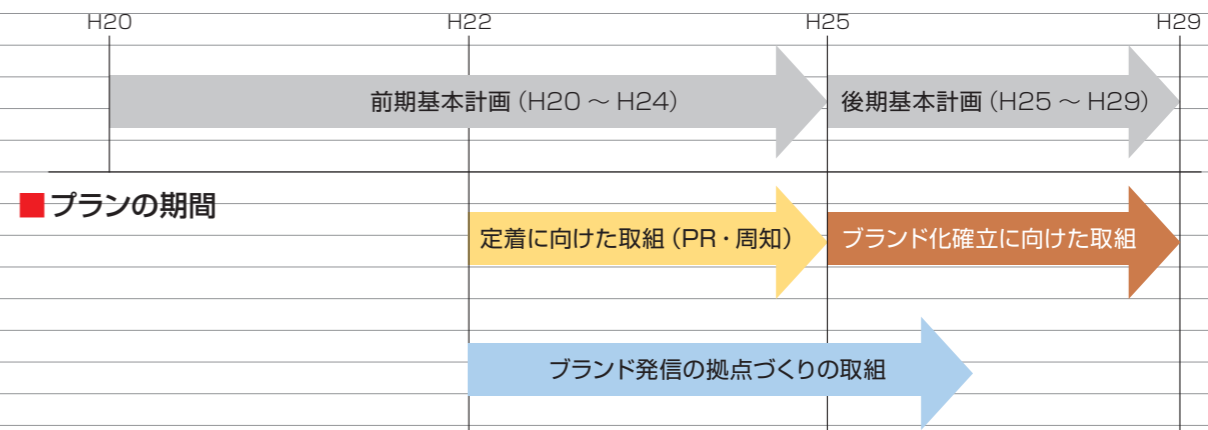 H20 H22 H25 H29
前期基本計画（H20 ～ H24） 後期基本計画（H25 ～ H29）
■プランの期間
定着に向けた取組（PR・周知） ブランド化確立に向けた取組
ブランド発信の拠点づくりの取組